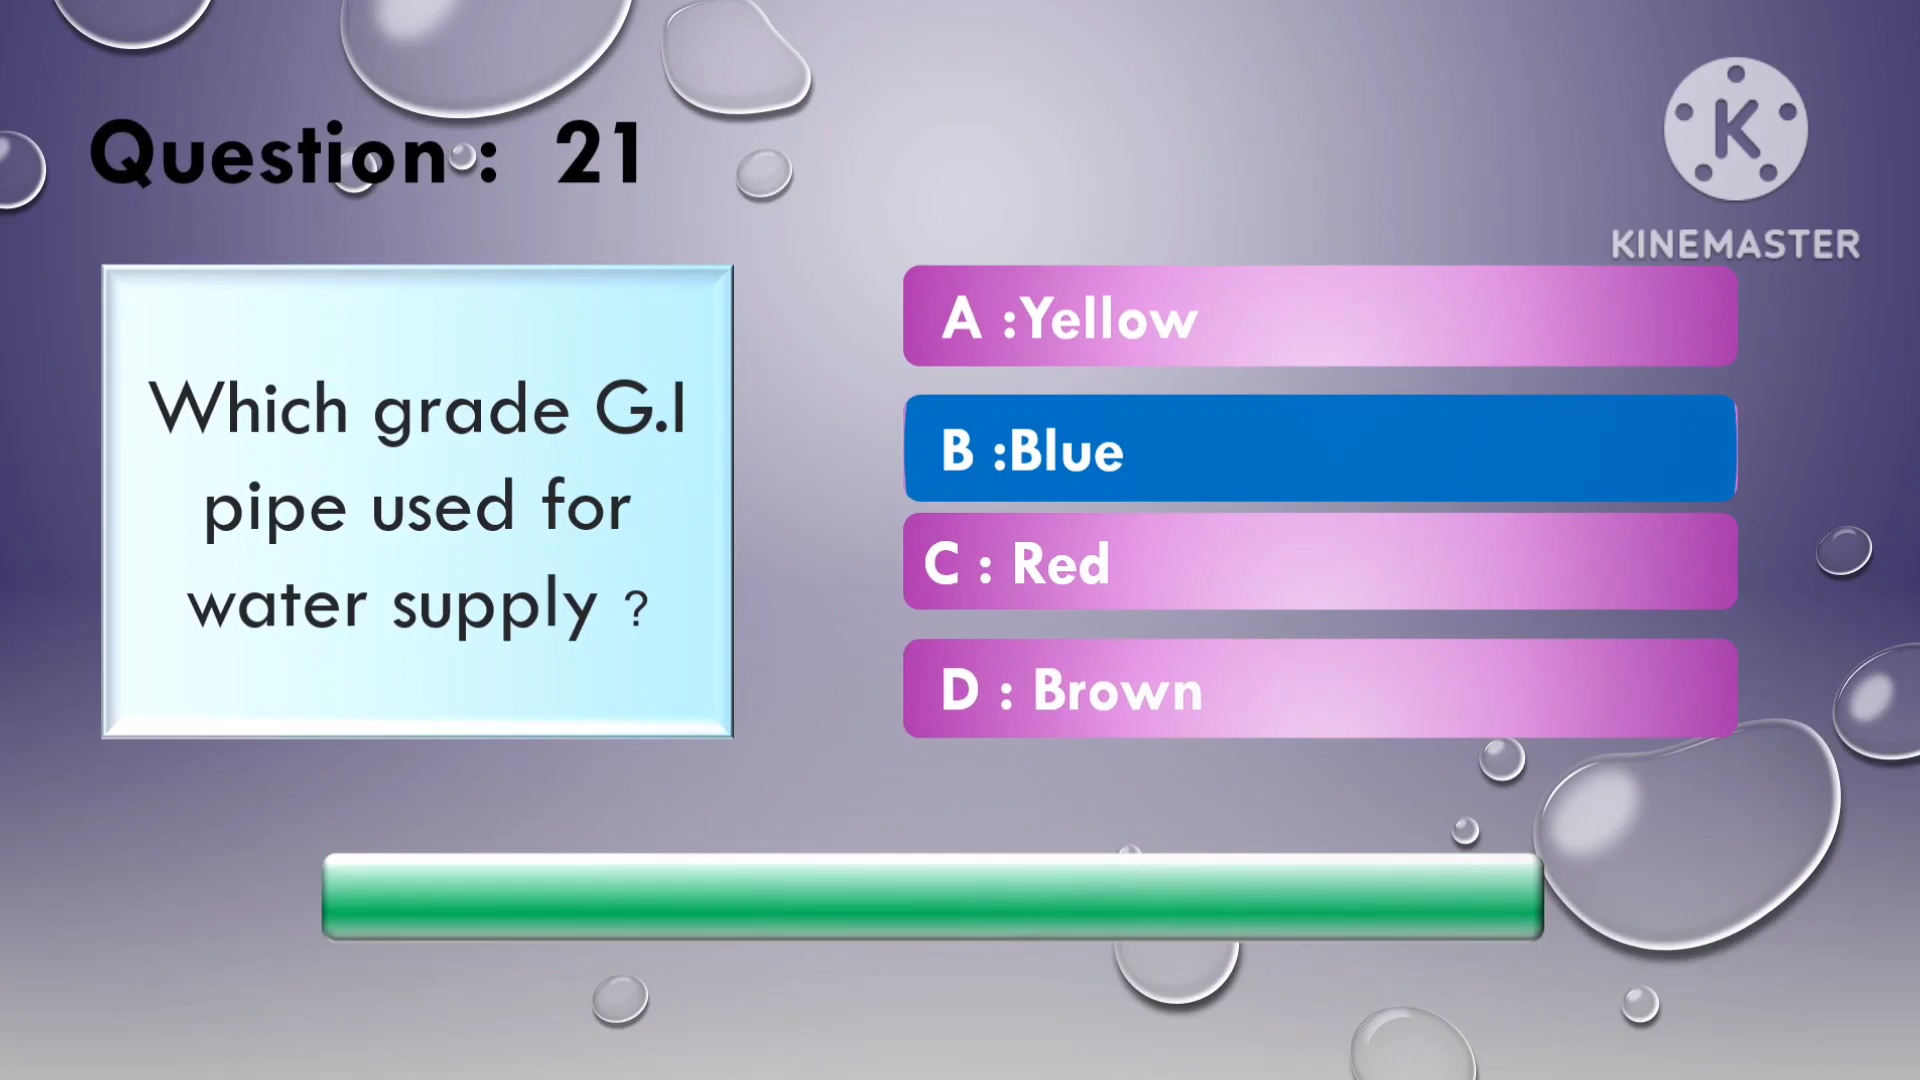 Question : 21
K
KINEMASTER
Which grade G.I
pipe used for
water supply ?
A :Yellow
B :Blue
C : Red
D : Brown